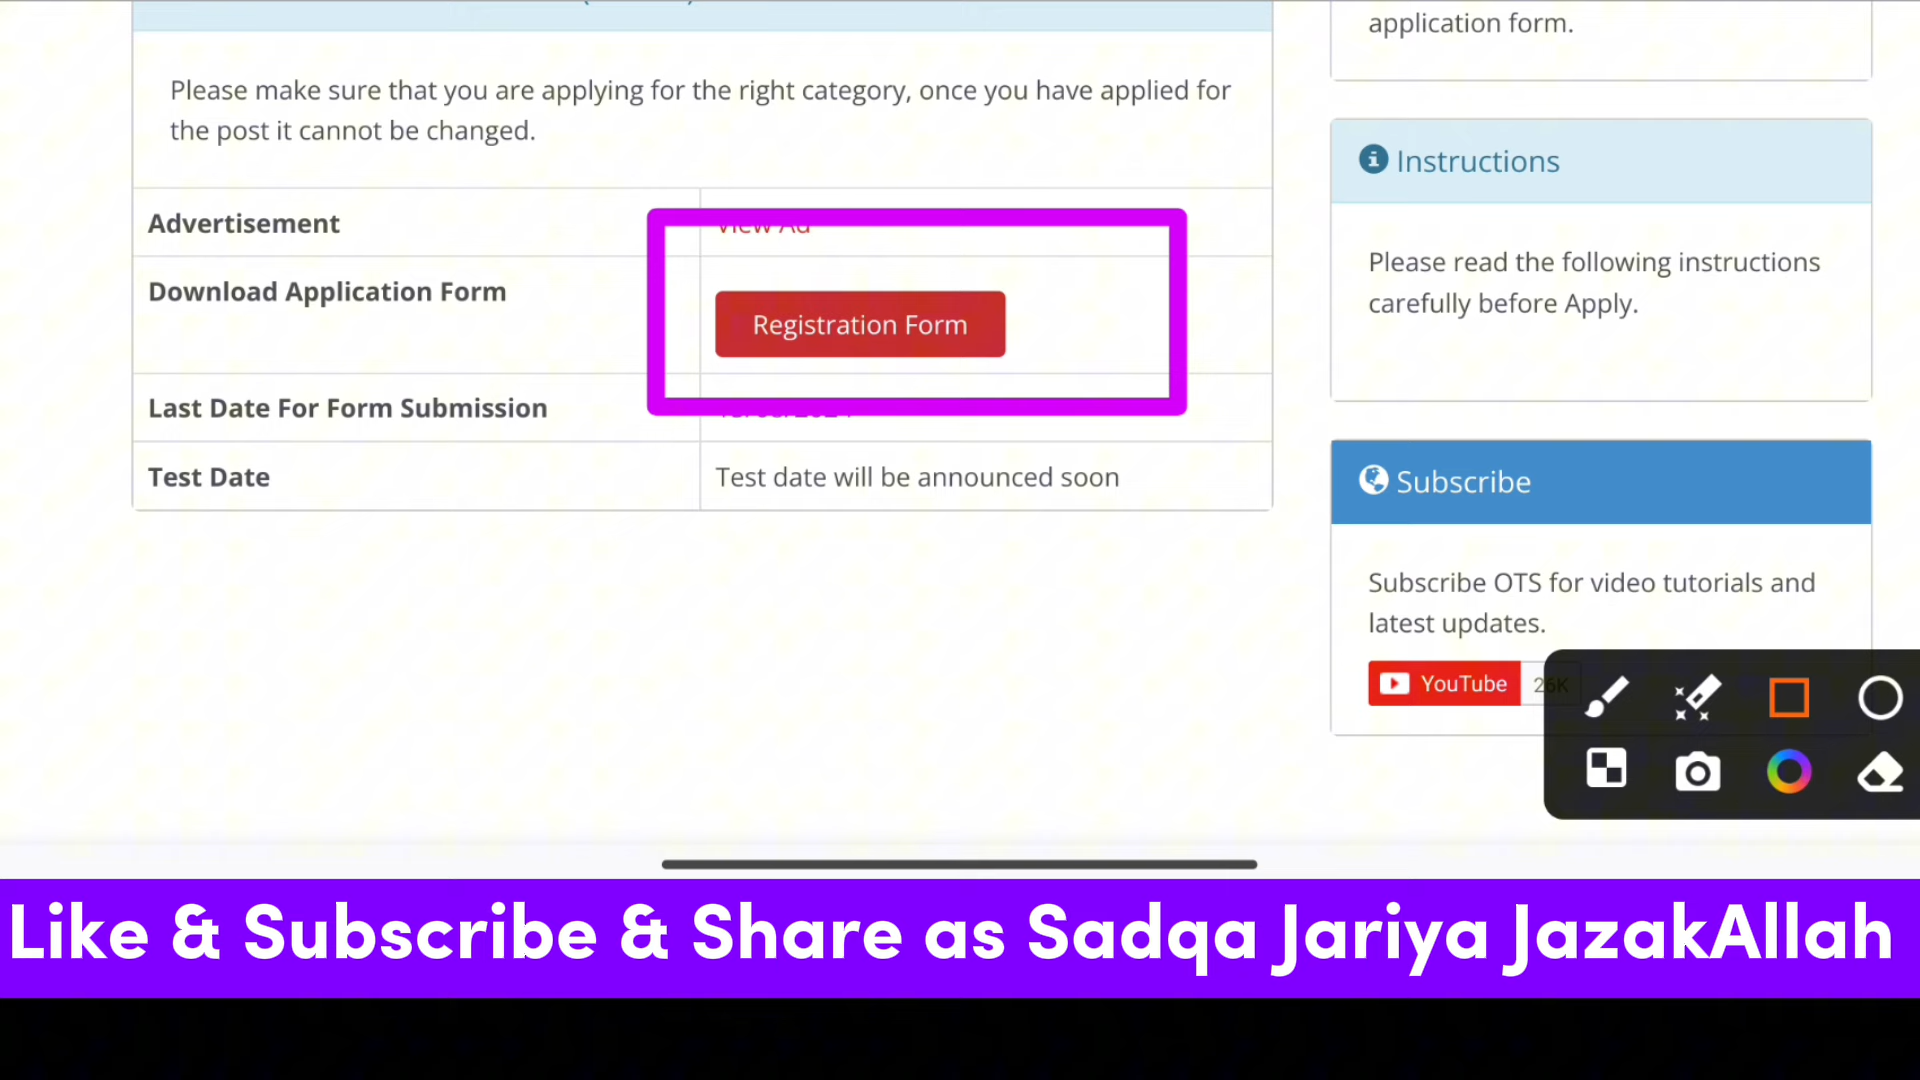 application form.
Please make sure that you are applying for the right category, once you have applied for
the post it cannot be changed.
Instructions
Advertisement
View Ad
Please read the following instructions
carefully before Apply.
Download Application Form
Registration Form
Last Date For Form Submission
Test Date
Test date will be announced soon
Subscribe
Subscribe OTS for video tutorials and
latest updates.
YouTube
26K
Like & Subscribe & Share as Sadqa Jariya JazakAllah